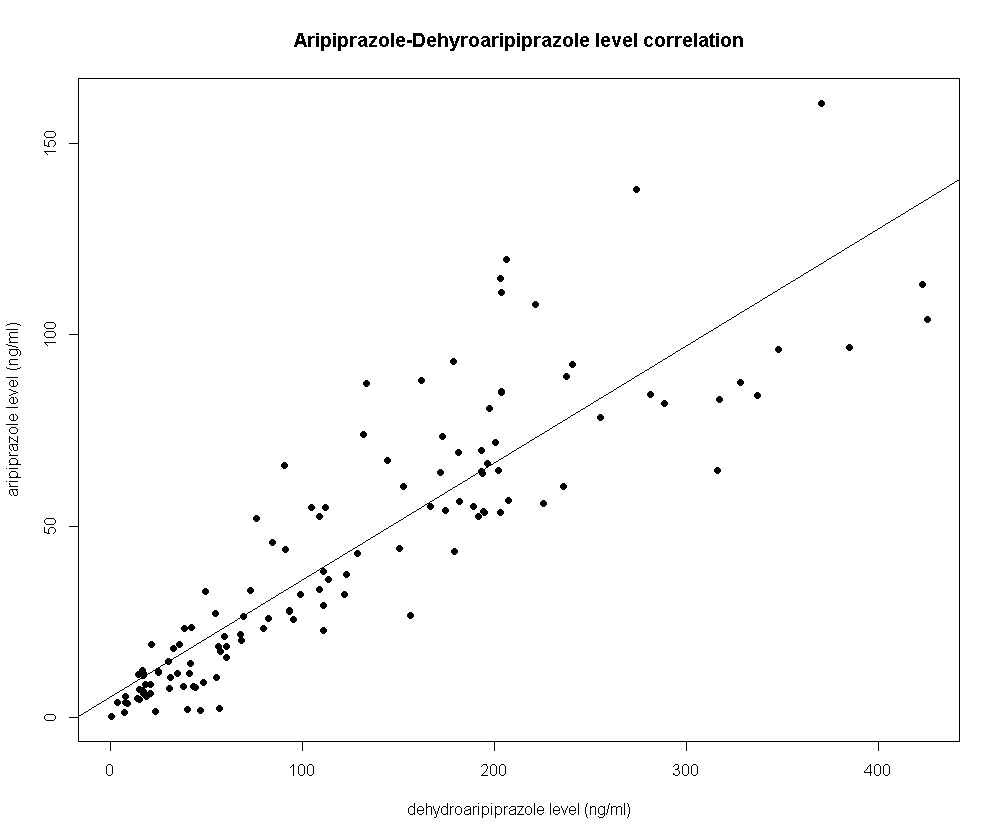 Aripiprazole-Dehyroaripiprazole level correlation
aripiprazole level (ng/ml)
150
100
50
0
0 100 200 300 400
dehydroaripiprazole level (ng/ml)